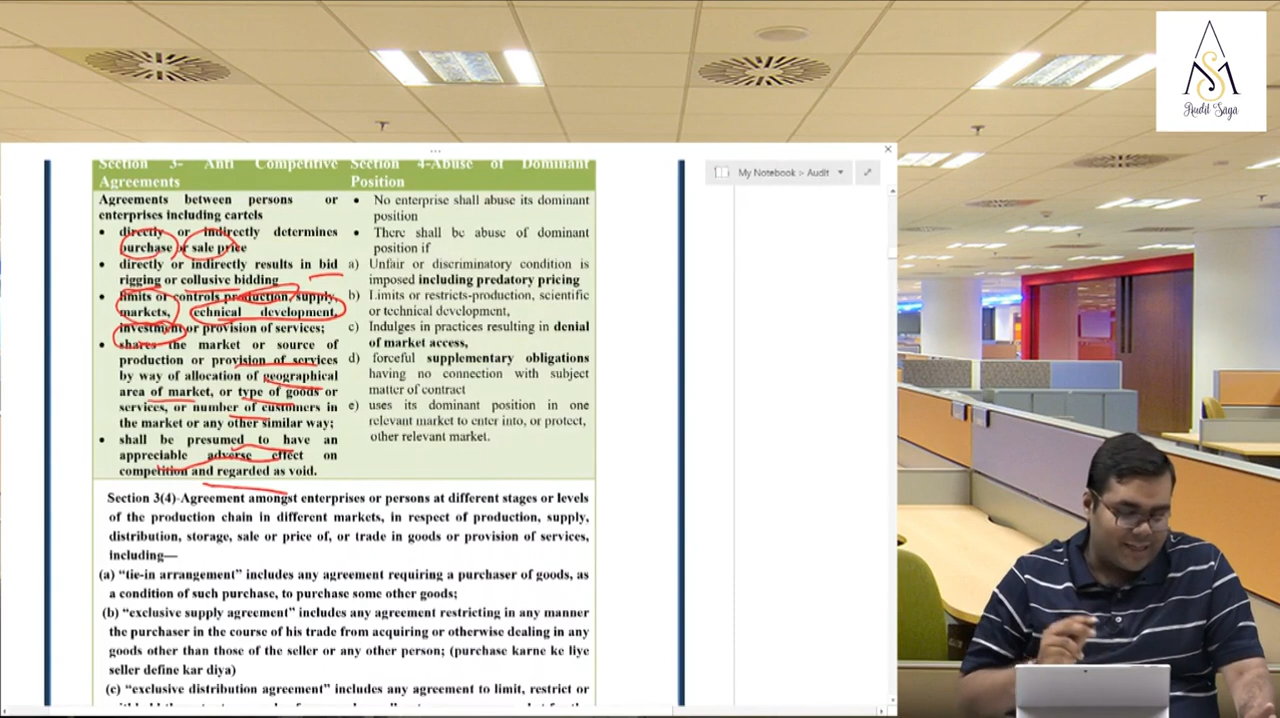 Audit Saga
My Notebook > Audit
Section 3- Anti Competitive
Agreements
Section 4-Abuse of Dominant
Position
Agreements between persons or
enterprises including cartels
• directly or indirectly determines
purchase or sale price
• directly or indirectly results in bid
rigging or collusive bidding
• limits or controls production, supply,
markets, technical development,
investment or provision of services;
• shares the market or source of
production or provision of services
by way of allocation of geographical
area of market, or type of goods or
services, or number of customers in
the market or any other similar way;
• shall be presumed to have an
appreciable adverse effect on
competition and regarded as void.
• No enterprise shall abuse its dominant
position
• There shall be abuse of dominant
position if
a) Unfair or discriminatory condition is
imposed including predatory pricing
b) Limits or restricts-production, scientific
or technical development,
c) Indulges in practices resulting in denial
of market access,
d) forceful supplementary obligations
having no connection with subject
matter of contract
e) uses its dominant position in one
relevant market to enter into, or protect,
other relevant market.
Section 3(4)-Agreement amongst enterprises or persons at different stages or levels
of the production chain in different markets, in respect of production, supply,
distribution, storage, sale or price of, or trade in goods or provision of services,
including—
(a) “tie-in arrangement” includes any agreement requiring a purchaser of goods, as
a condition of such purchase, to purchase some other goods;
(b) “exclusive supply agreement” includes any agreement restricting in any manner
the purchaser in the course of his trade from acquiring or otherwise dealing in any
goods other than those of the seller or any other person; (purchase karne ke liye
seller define kar diya)
(c) “exclusive distribution agreement” includes any agreement to limit, restrict or